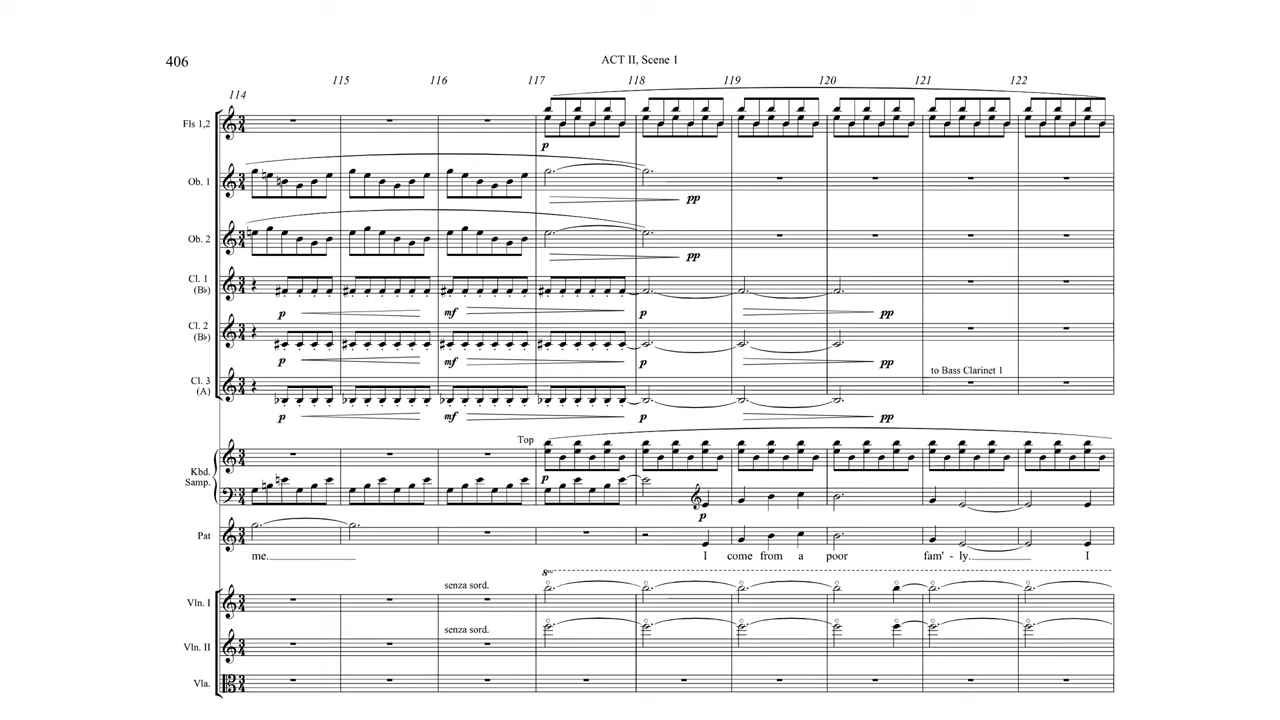 406
ACT II, Scene 1
114 115 116 117 118 119 120 121 122
Fls 1,2
p
Ob. 1
pp
Ob. 2
pp
Cl. 1
(B♭)
p mf p pp
Cl. 2
(B♭)
p mf p pp
to Bass Clarinet 1
Cl. 3
(A)
p mf p pp
Top
Kbd.
Samp.
p
p
Pat
me. I come from a poor fam' - ly. I
8va
senza sord.
Vln. I
senza sord.
Vln. II
Vla.